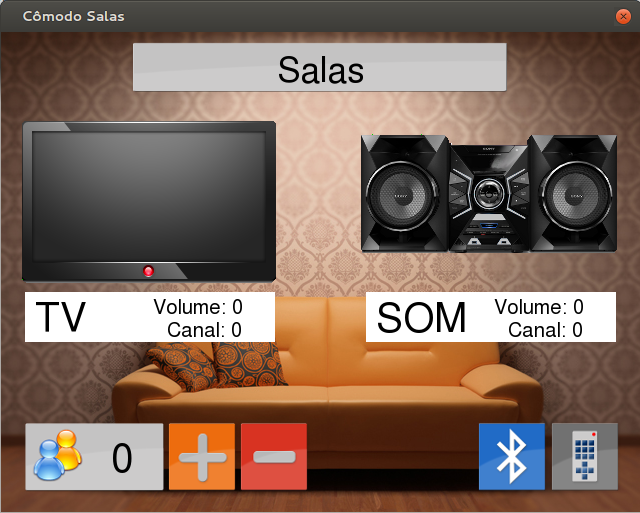 Cômodo Salas
Salas
TV
Volume: 0
Canal: 0
SOM
Volume: 0
Canal: 0
0